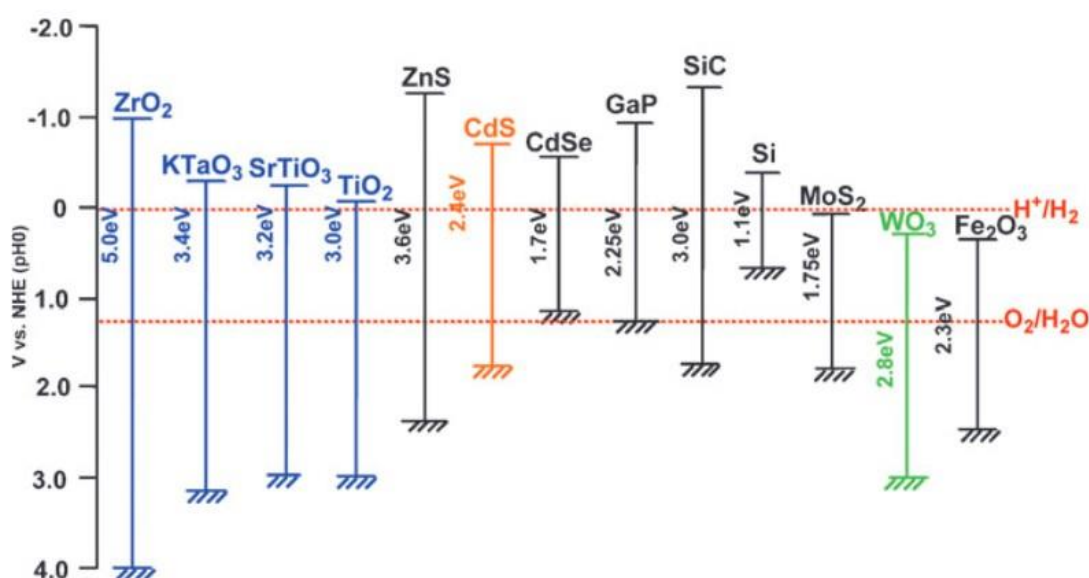 -2.0
-1.0
0
1.0
2.0
3.0
4.0
V vs. NHE (pH0)
ZrO₂
5.0eV
KTaO₃
3.4eV
SrTiO₃
3.2eV
TiO₂
3.0eV
ZnS
3.6eV
CdS
2.4eV
CdSe
1.7eV
GaP
2.25eV
SiC
3.0eV
Si
1.1eV
MoS₂
1.75eV
WO₃
2.8eV
Fe₂O₃
2.3eV
H⁺/H₂
O₂/H₂O